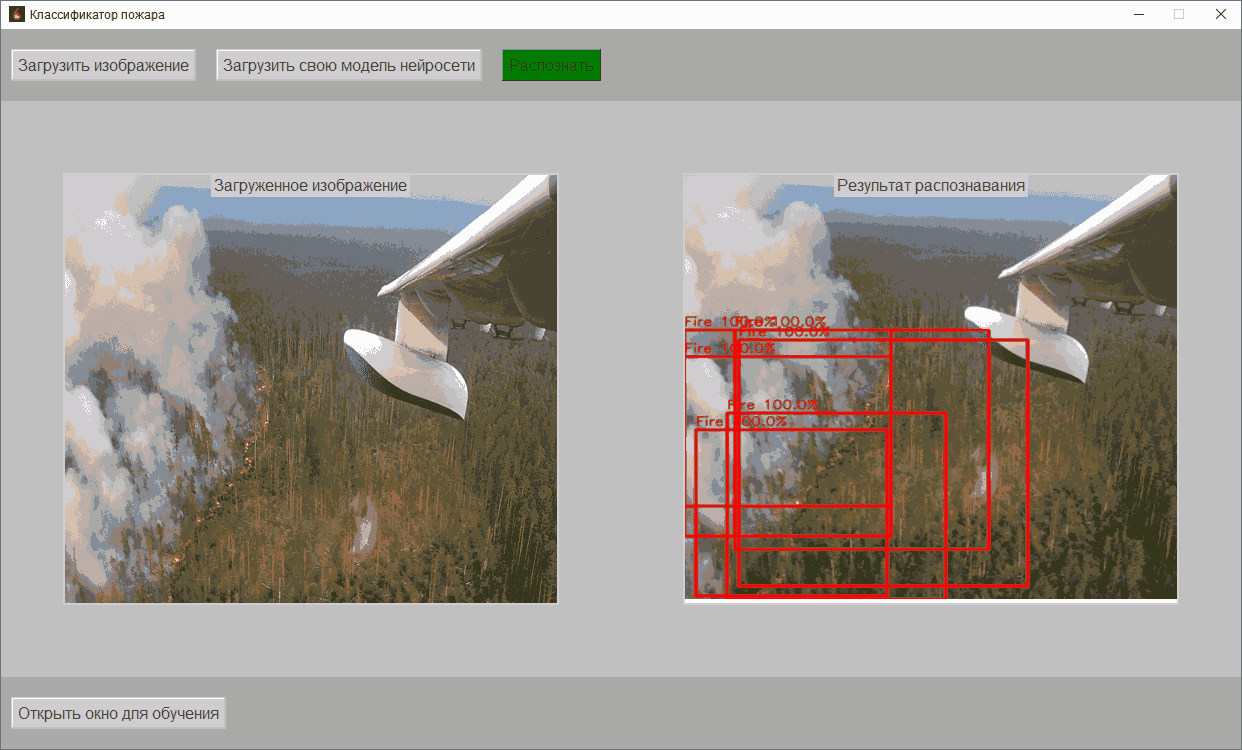 Классификатор пожара
Загрузить изображение
Загрузить свою модель нейросети
Распознать
Загруженное изображение
Результат распознавания
Fire 100.0%
Fire 100.0%
Fire 100.0%
Fire 100.0%
Fire 100.0%
Fire 100.0%
Открыть окно для обучения